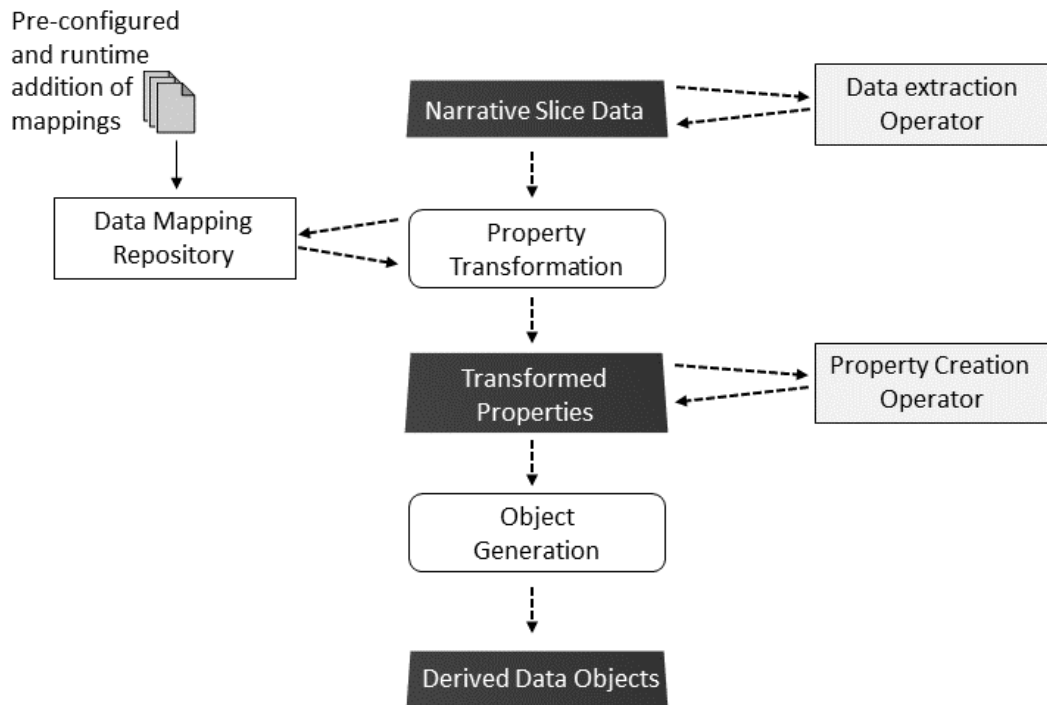 Pre-configured
and runtime
addition of
mappings
Narrative Slice Data
Data extraction
Operator
Data Mapping
Repository
Property
Transformation
Transformed
Properties
Property Creation
Operator
Object
Generation
Derived Data Objects